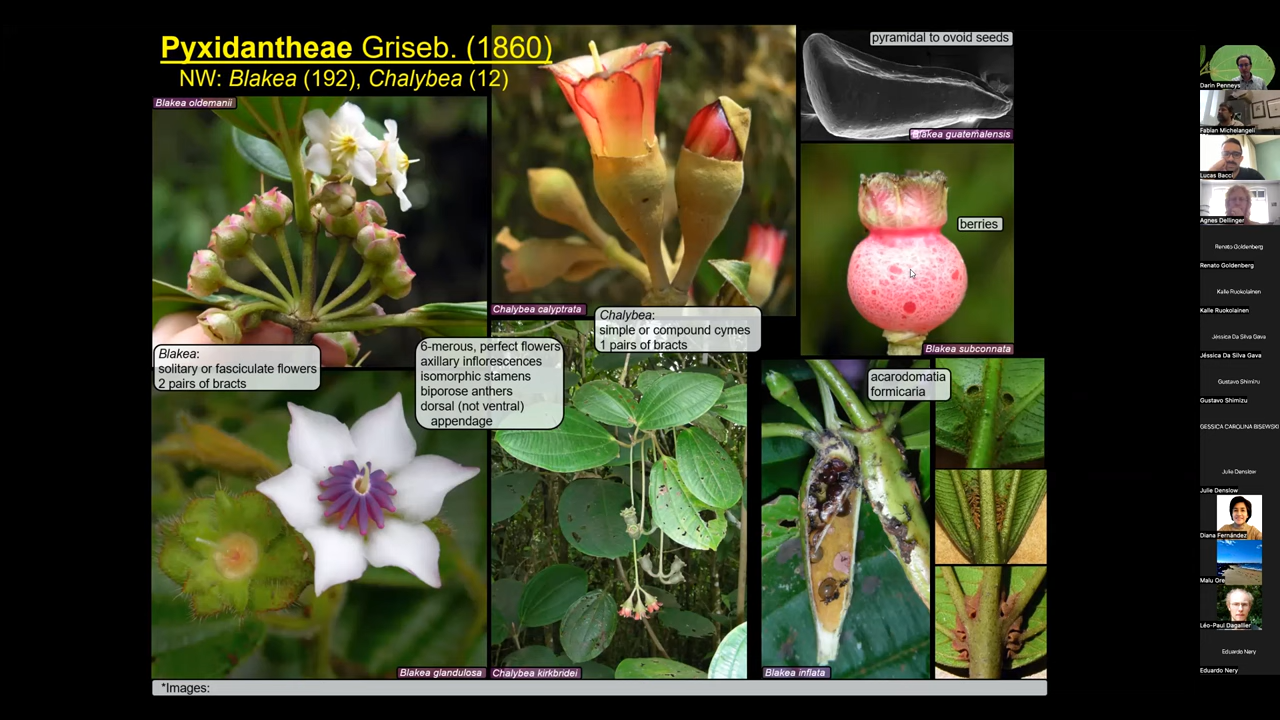 Pyxidantheae Griseb. (1860)
NW: Blakea (192), Chalybea (12)
Blakea oldemanii
Blakea:
solitary or fasciculate flowers
2 pairs of bracts
Chalybea calyptrata
Chalybea:
simple or compound cymes
1 pairs of bracts
6-merous, perfect flowers
axillary inflorescences
isomorphic stamens
biporose anthers
dorsal (not ventral)
appendage
pyramidal to ovoid seeds
Blakea guatemalensis
berries
Blakea subconnata
acarodomatia
formicaria
Blakea glandulosa
Chalybea kirkbridei
Blakea inflata
*Images:
Darin Penneys
Fabian Michelangeli
Lucas Bacci
Agnes Dellinger
Renato Goldenberg
Renato Goldenberg
Kalle Ruokolainen
Kalle Ruokolainen
Jéssica Da Silva Gava
Jéssica Da Silva Gava
Gustavo Shimizu
Gustavo Shimizu
GESSICA CAROLINA BISEWSKI
Julie Denslow
Julie Denslow
Diana Fernández
Malu Ore
Léo-Paul Dagallier
Eduardo Nery
Eduardo Nery